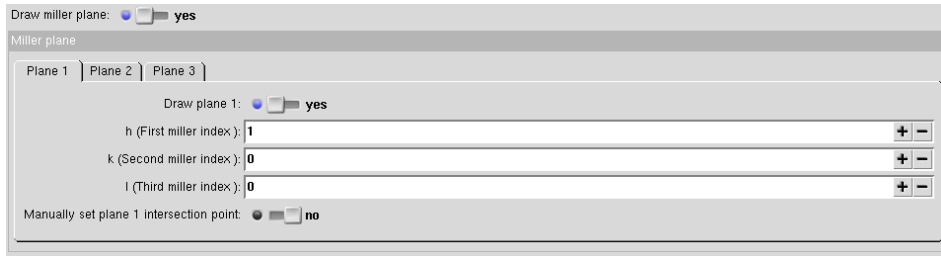 Draw miller plane: yes
Miller plane
Plane 1 Plane 2 Plane 3
Draw plane 1: yes
h (First miller index ): 1
k (Second miller index ): 0
l (Third miller index ): 0
Manually set plane 1 intersection point: no